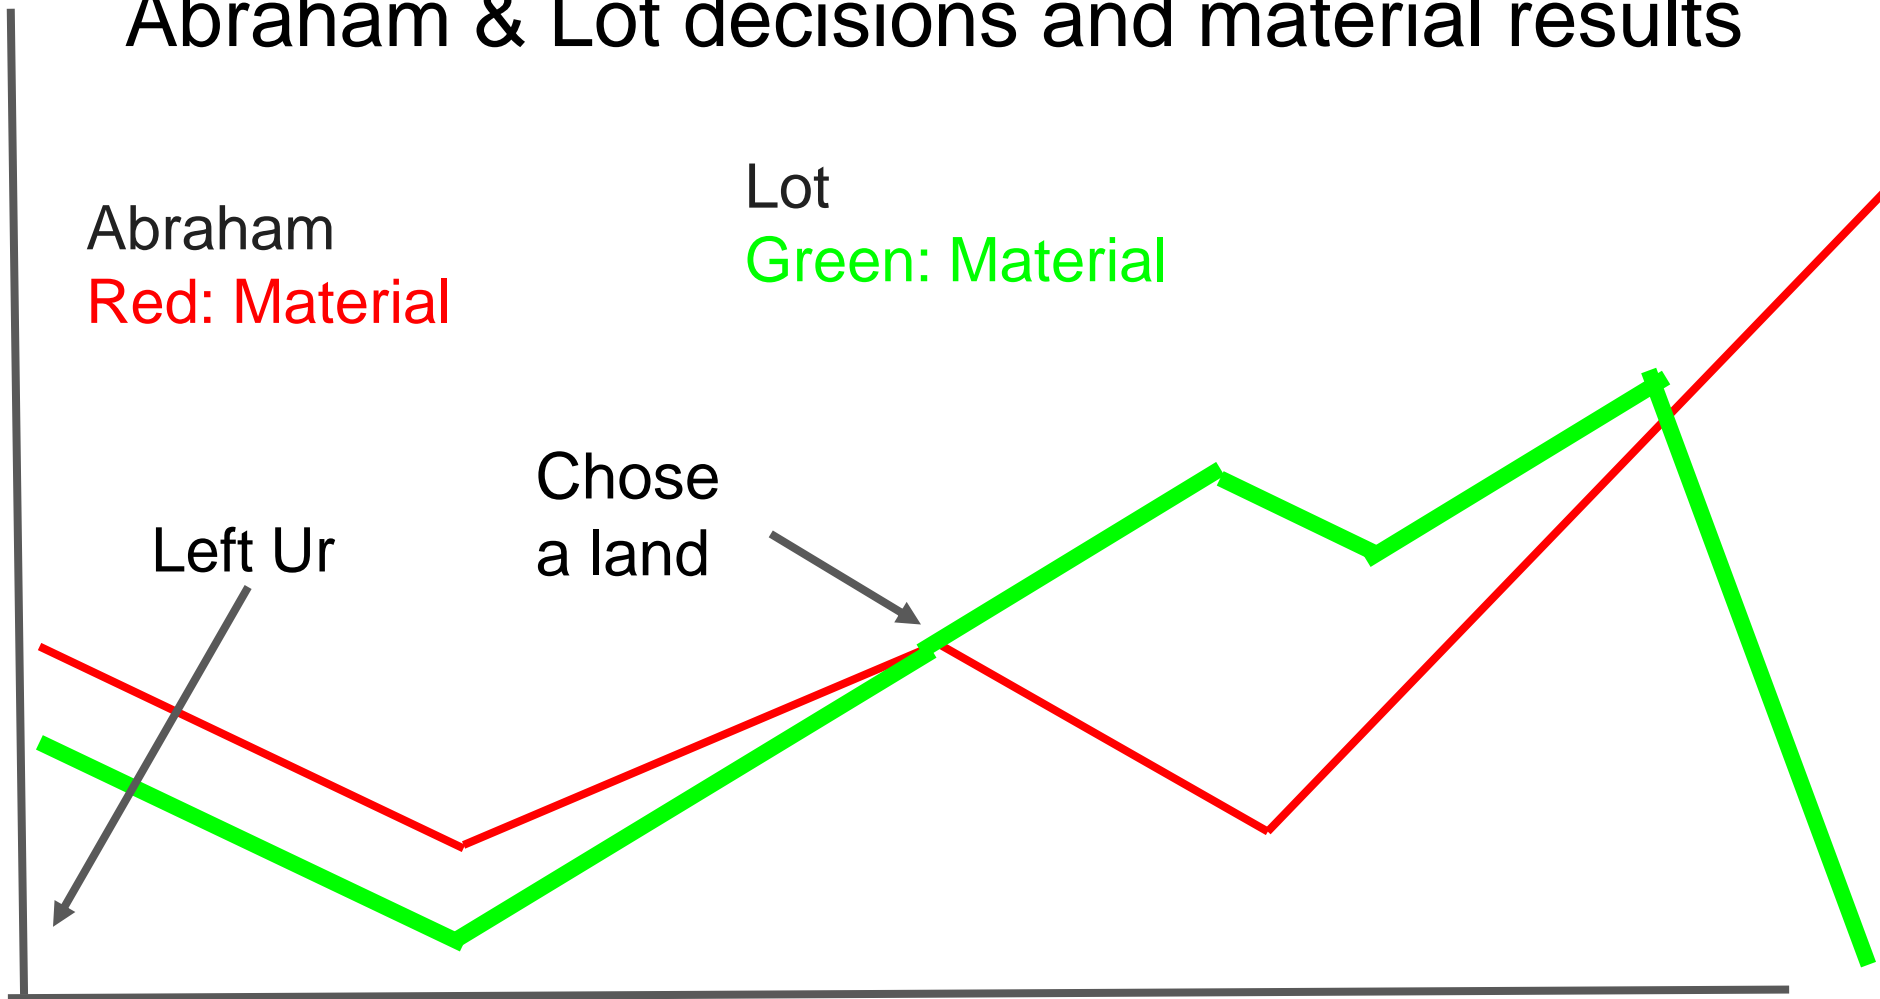 Abraham & Lot decisions and material results
Abraham
Red: Material
Lot
Green: Material
Chose
a land
Left Ur